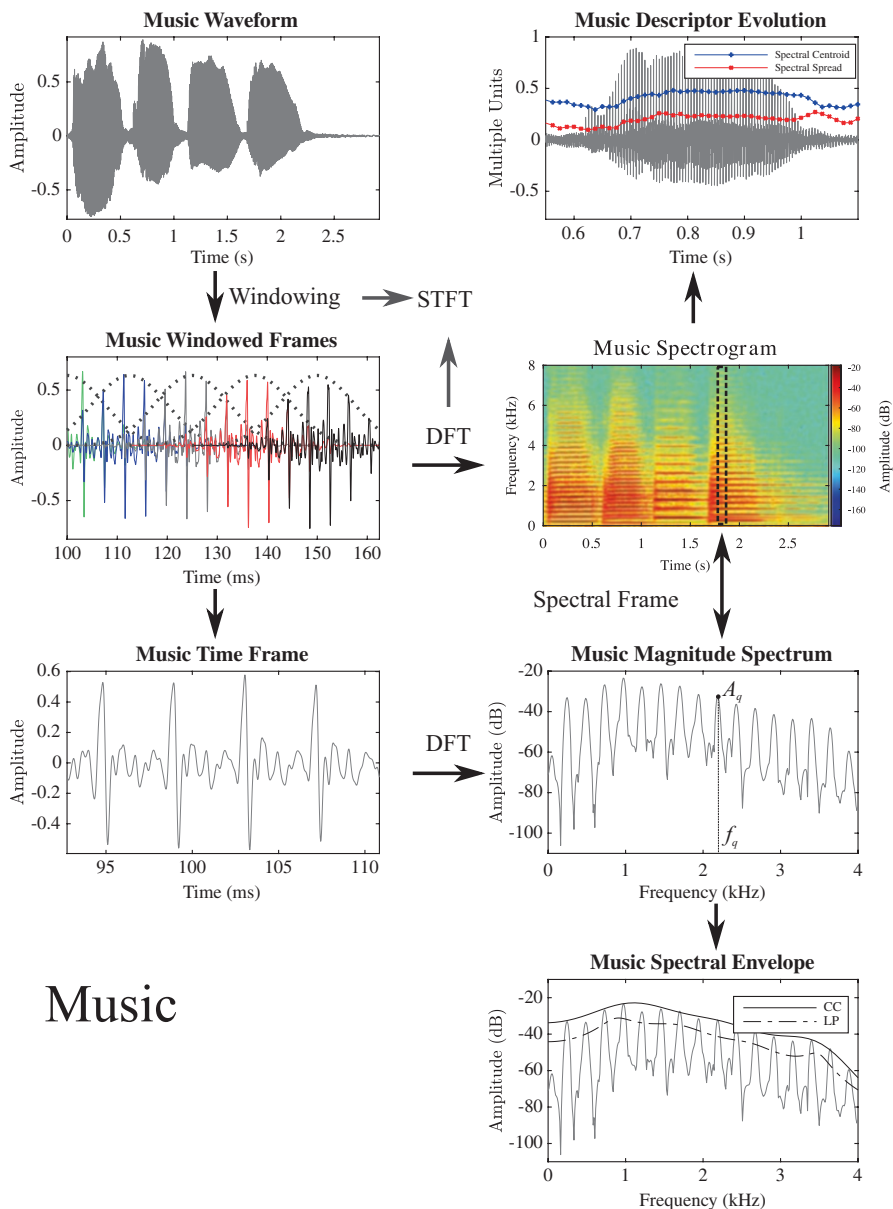 Music Waveform
Amplitude
0.5
0
-0.5
0 0.5 1 1.5 2 2.5
Time (s)
Music Descriptor Evolution
Multiple Units
1
0.5
0
-0.5
Spectral Centroid
Spectral Spread
0.6 0.7 0.8 0.9 1
Time (s)
Windowing
STFT
Music Windowed Frames
Amplitude
0.5
0
-0.5
100 110 120 130 140 150 160
Time (ms)
DFT
Music Spectrogram
Frequency (kHz)
8
6
4
2
0
0 0.5 1 1.5 2 2.5
Time (s)
-20
-40
-60
-80
-100
-120
-140
-160
Amplitude (dB)
Spectral Frame
Music Time Frame
Amplitude
0.6
0.4
0.2
0
-0.2
-0.4
95 100 105 110
Time (ms)
DFT
Music Magnitude Spectrum
Amplitude (dB)
-20
-40
-60
-80
-100
A_q
f_q
0 1 2 3 4
Frequency (kHz)
Music
Music Spectral Envelope
Amplitude (dB)
-20
-40
-60
-80
-100
CC
LP
0 1 2 3 4
Frequency (kHz)